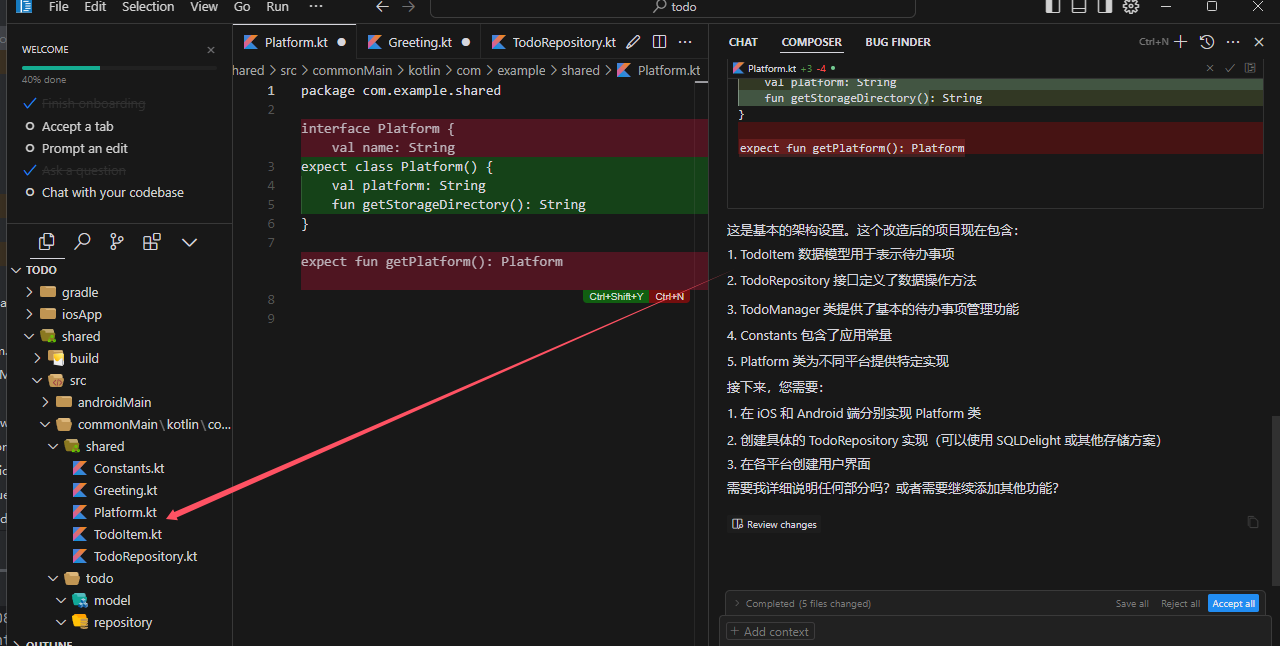 File Edit Selection View Go Run ··· todo
WELCOME
40% done
Finish onboarding
Accept a tab
Prompt an edit
Ask a question
Chat with your codebase
TODO
gradle
iosApp
shared
build
src
androidMain
commonMain\kotlin\co...
shared
Constants.kt
Greeting.kt
Platform.kt
TodoItem.kt
TodoRepository.kt
todo
model
repository
OUTLINE
Platform.kt Greeting.kt TodoRepository.kt
hared > src > commonMain > kotlin > com > example > shared > Platform.kt
1 package com.example.shared
2
interface Platform {
val name: String
3 expect class Platform() {
4 val platform: String
5 fun getStorageDirectory(): String
6 }
7
expect fun getPlatform(): Platform
Ctrl+Shift+Y Ctrl+N
8
9
CHAT COMPOSER BUG FINDER Ctrl+N
Platform.kt +3 -4
val platform: String
fun getStorageDirectory(): String
}
expect fun getPlatform(): Platform
这是基本的架构设置。这个改造后的项目现在包含：
1. TodoItem 数据模型用于表示待办事项
2. TodoRepository 接口定义了数据操作方法
3. TodoManager 类提供了基本的待办事项管理功能
4. Constants 包含了应用常量
5. Platform 类为不同平台提供特定实现
接下来，您需要：
1. 在 iOS 和 Android 端分别实现 Platform 类
2. 创建具体的 TodoRepository 实现（可以使用 SQLDelight 或其他存储方案）
3. 在各平台创建用户界面
需要我详细说明任何部分吗？或者需要继续添加其他功能？
Review changes
Completed (5 files changed) Save all Reject all Accept all
+ Add context